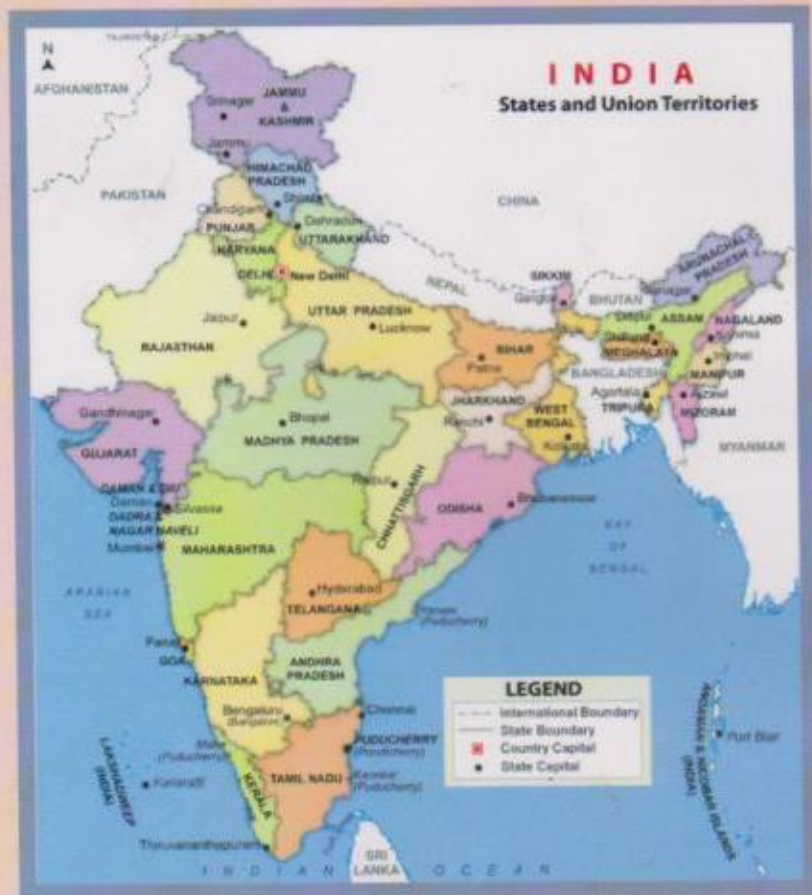 INDIA
States and Union Territories
N
AFGHANISTAN
JAMMU
&
KASHMIR
Srinagar
Jammu
PAKISTAN
CHINA
HIMACHAD
PRADESH
Shimla
Chandigarh
PUNJAB
Dehradun
UTTARAKHAND
HARYANA
DELHI
New Delhi
NEPAL
SIKKIM
Gangtok
BHUTAN
ARUNACHAL
PRADESH
Itanagar
Dispur
ASSAM
NAGALAND
Kohima
Shillong
MEGHALAYA
Imphal
MANIPUR
BANGLADESH
Agartala
TRIPURA
Aizawl
MIZORAM
MYANMAR
Jaipur
RAJASTHAN
UTTAR PRADESH
Lucknow
BIHAR
Patna
JHARKHAND
Ranchi
WEST
BENGAL
Kolkata
Gandhinagar
GUJARAT
Bhopal
MADHYA PRADESH
Raipur
CHHATTISGARH
ODISHA
Bhubaneswar
DAMAN & DIU
Daman
Silvassa
DADRA &
NAGAR HAVELI
Mumbai
MAHARASHTRA
ARABIAN
SEA
BAY
OF
BENGAL
Hyderabad
TELANGANA
Yanam
(Puducherry)
Panaji
GOA
KARNATAKA
ANDHRA
PRADESH
Bengaluru
(Bangalore)
Chennai
Mahe
(Puducherry)
PUDUCHERRY
(Pondicherry)
Karaikal
(Puducherry)
TAMIL NADU
KERALA
LAKSHADWEEP
(INDIA)
Kavaratti
Thiruvananthapuram
SRI
LANKA
INDIAN OCEAN
ANDAMAN & NICOBAR ISLANDS
(INDIA)
Port Blair
LEGEND
International Boundary
State Boundary
Country Capital
State Capital